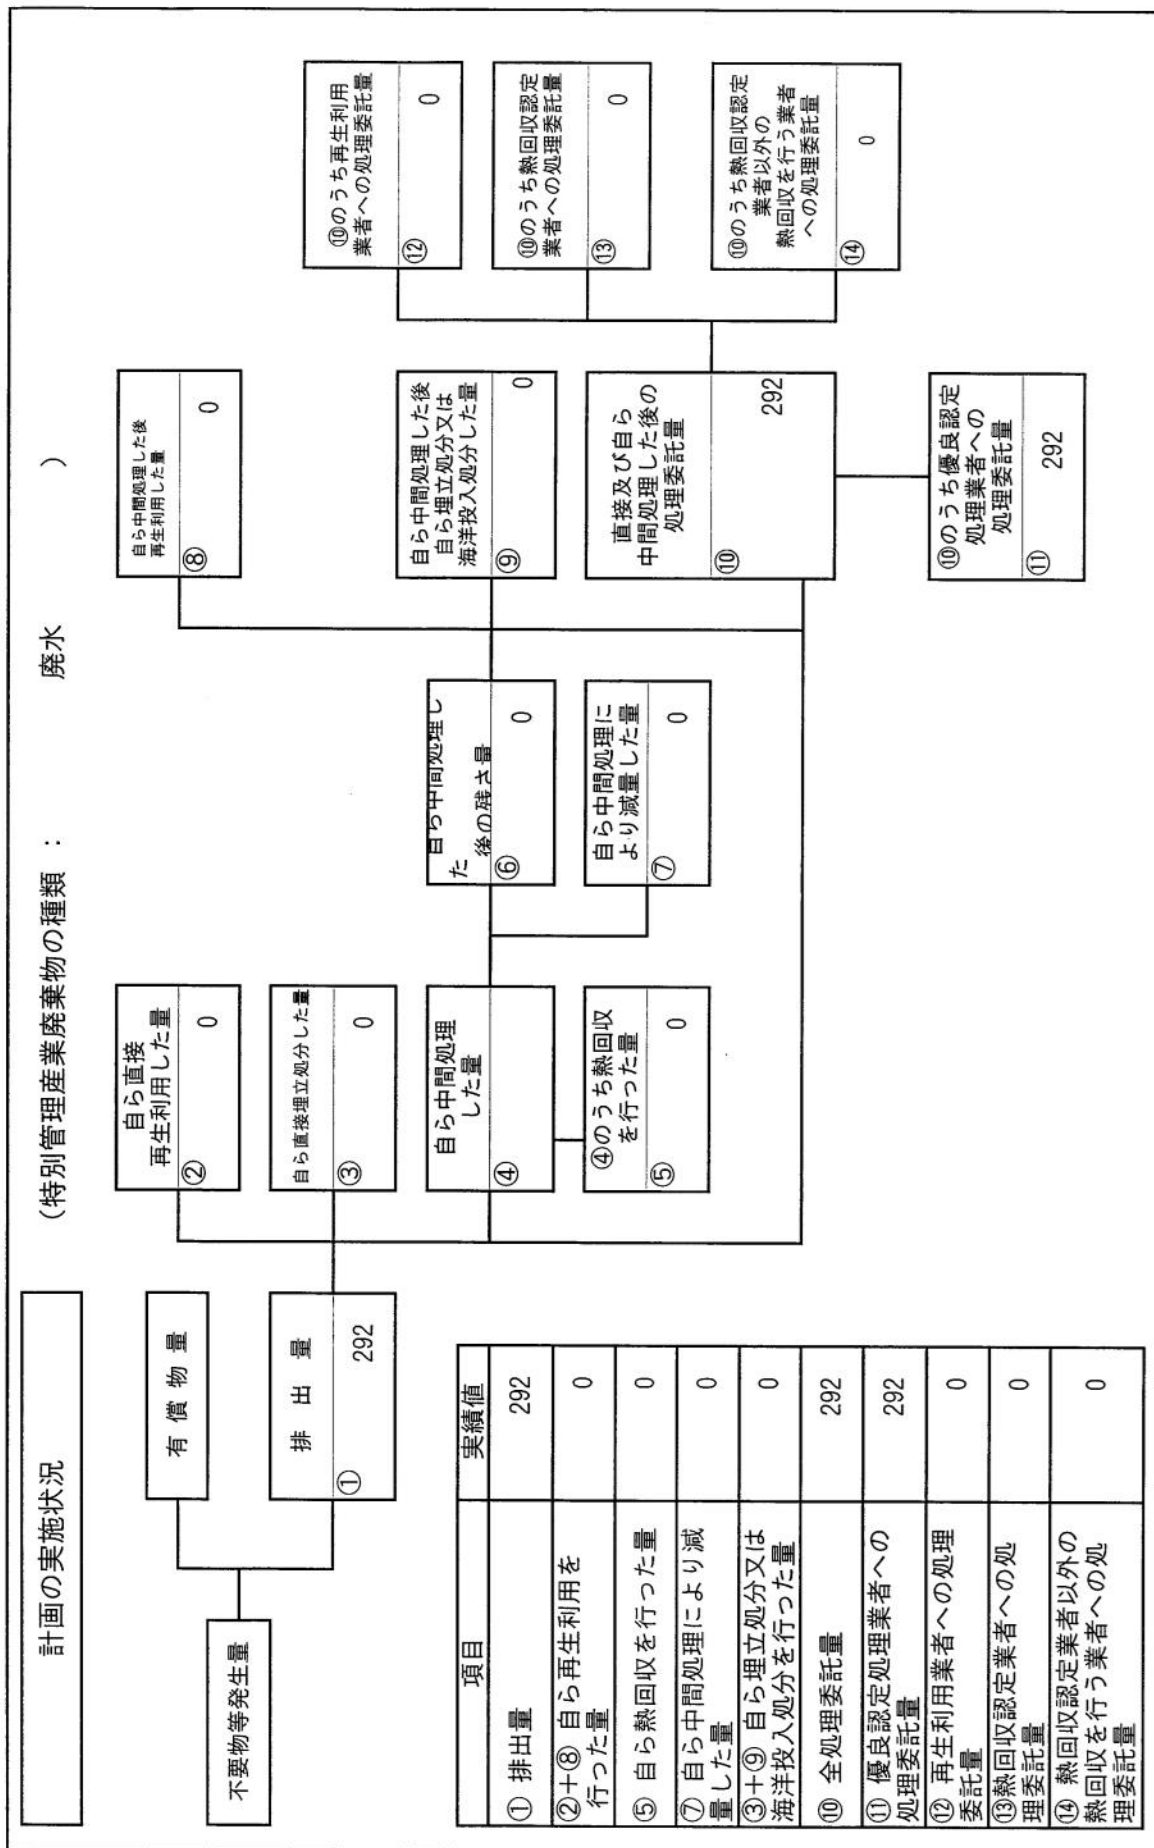 計画の実施状況
（特別管理産業廃棄物の種類 : 廃水 ）
不要物等発生量
有 償 物 量
排 出 量
① 292
自ら直接
再生利用した量
② 0
自ら直接埋立処分した量
③ 0
自ら中間処理
した量
④
④のうち熱回収
を行った量
⑤ 0
自ら中間処理し
た
後の残さ量
⑥ 0
自ら中間処理に
より減量した量
⑦ 0
自ら中間処理した後
再生利用した量
⑧ 0
自ら中間処理した後
自ら埋立処分又は
海洋投入処分した量
⑨ 0
直接及び自ら
中間処理した後の
処理委託量
⑩ 292
⑩のうち優良認定
処理業者への
処理委託量
⑪ 292
⑩のうち再生利用
業者への処理委託量
⑫ 0
⑩のうち熱回収認定
業者への処理委託量
⑬ 0
⑩のうち熱回収認定
業者以外の
熱回収を行う業者
への処理委託量
⑭ 0
項目 実績値
① 排出量 292
②+⑧ 自ら再生利用を
行った量 0
⑤ 自ら熱回収を行った量 0
⑦ 自ら中間処理により減
量した量 0
③+⑨ 自ら埋立処分又は
海洋投入処分を行った量 0
⑩ 全処理委託量 292
⑪ 優良認定処理業者への
処理委託量 292
⑫ 再生利用業者への処理
委託量 0
⑬熱回収認定業者への処
理委託量 0
⑭ 熱回収認定業者以外の
熱回収を行う業者への処
理委託量 0